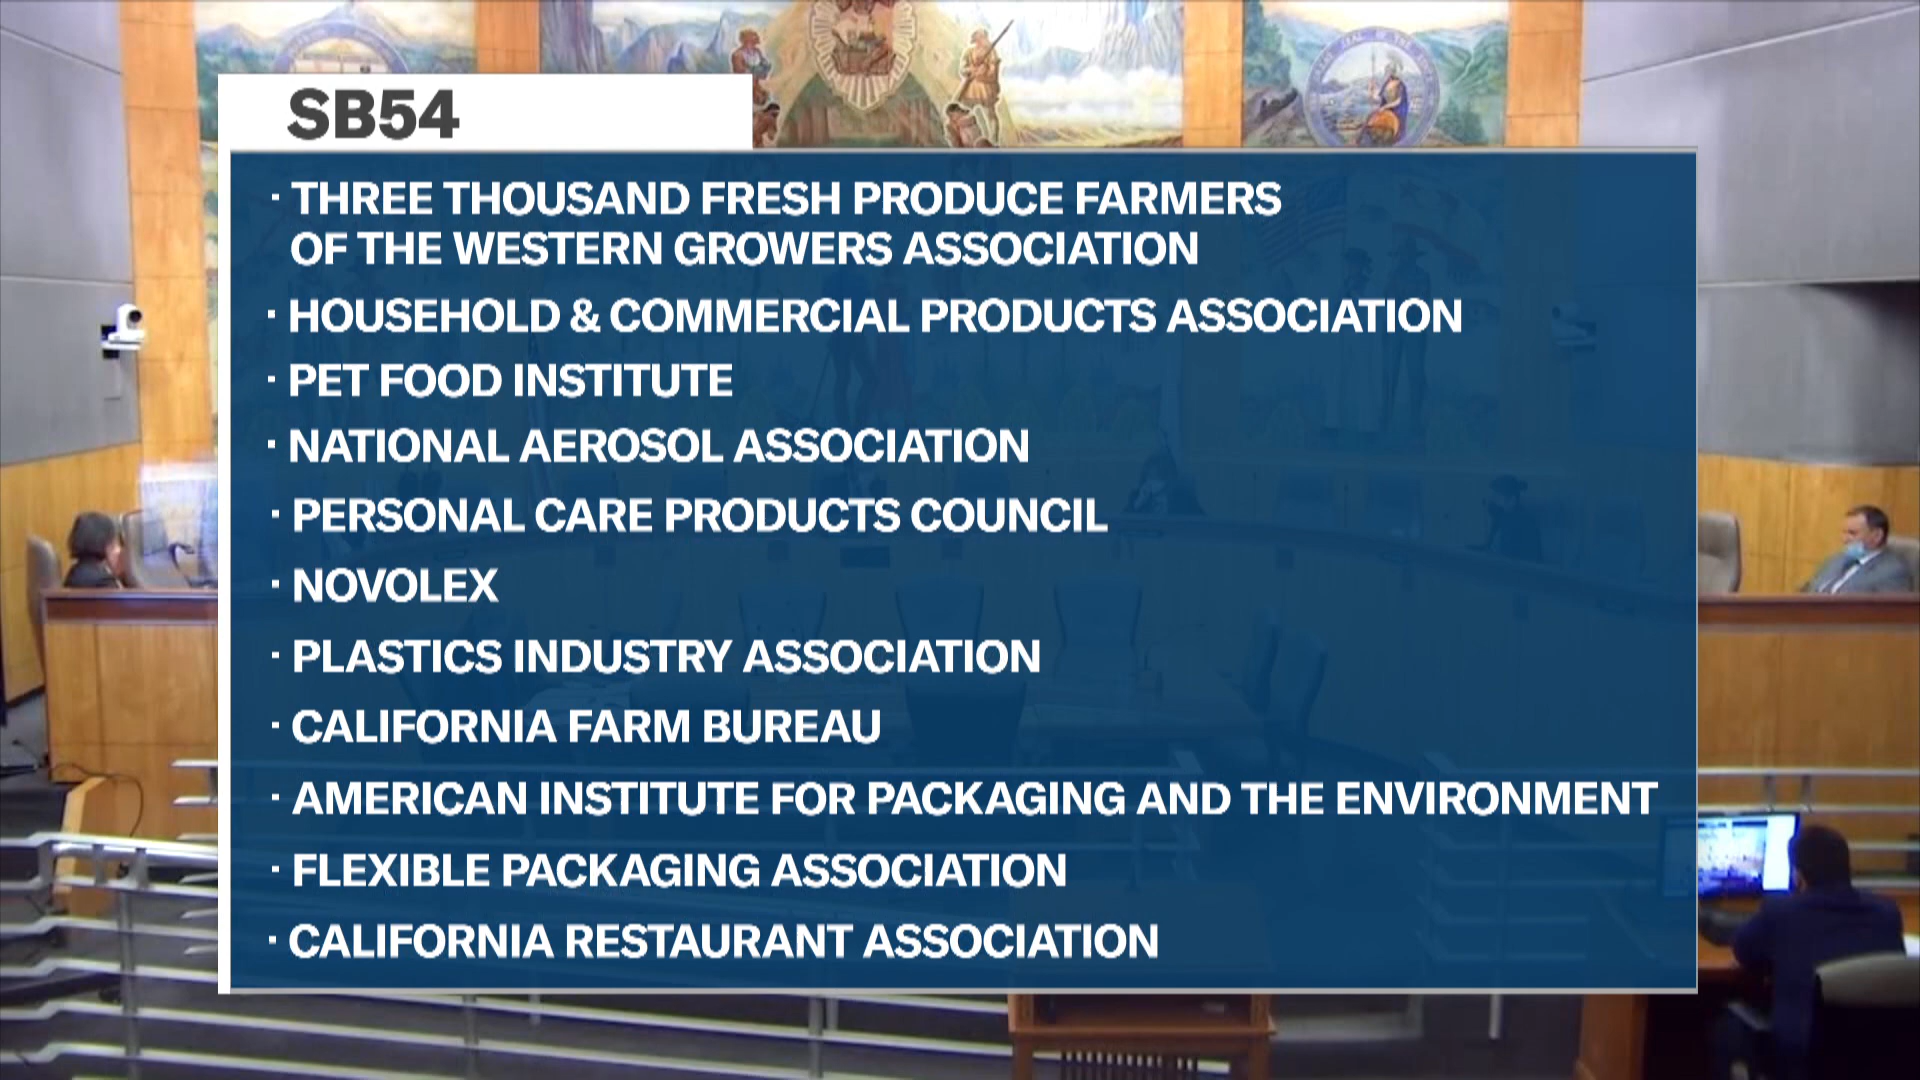 SB54
· THREE THOUSAND FRESH PRODUCE FARMERS
OF THE WESTERN GROWERS ASSOCIATION
· HOUSEHOLD & COMMERCIAL PRODUCTS ASSOCIATION
· PET FOOD INSTITUTE
· NATIONAL AEROSOL ASSOCIATION
· PERSONAL CARE PRODUCTS COUNCIL
· NOVOLEX
· PLASTICS INDUSTRY ASSOCIATION
· CALIFORNIA FARM BUREAU
· AMERICAN INSTITUTE FOR PACKAGING AND THE ENVIRONMENT
· FLEXIBLE PACKAGING ASSOCIATION
· CALIFORNIA RESTAURANT ASSOCIATION